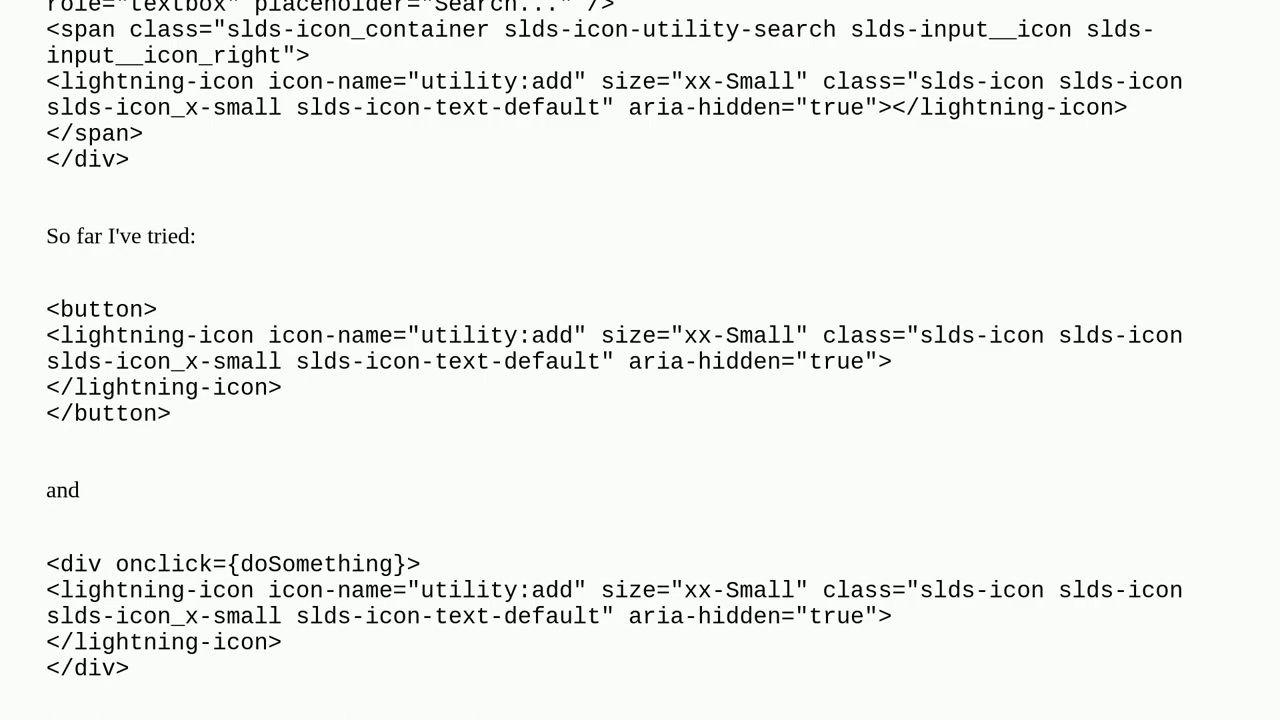 role="textbox" placeholder="Search..." />
<span class="slds-icon_container slds-icon-utility-search slds-input__icon slds-
input__icon_right">
<lightning-icon icon-name="utility:add" size="xx-Small" class="slds-icon slds-icon
slds-icon_x-small slds-icon-text-default" aria-hidden="true"></lightning-icon>
</span>
</div>
So far I've tried:
<button>
<lightning-icon icon-name="utility:add" size="xx-Small" class="slds-icon slds-icon
slds-icon_x-small slds-icon-text-default" aria-hidden="true">
</lightning-icon>
</button>
and
<div onclick={doSomething}>
<lightning-icon icon-name="utility:add" size="xx-Small" class="slds-icon slds-icon
slds-icon_x-small slds-icon-text-default" aria-hidden="true">
</lightning-icon>
</div>